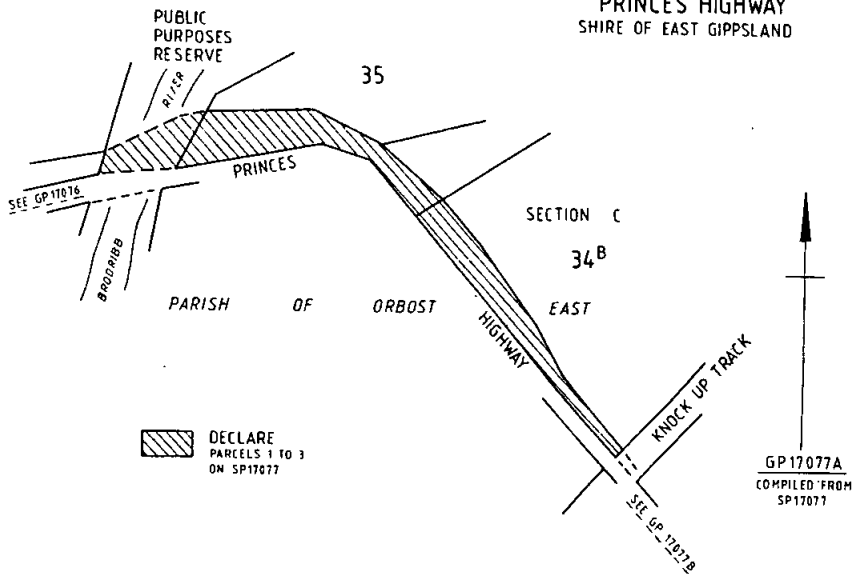 PRINCES HIGHWAY
SHIRE OF EAST GIPPSLAND
PUBLIC
PURPOSES
RESERVE
RIVER
35
PRINCES
SEE GP17076
BRODRIBB
SECTION C
34B
PARISH OF ORBOST EAST
HIGHWAY
KNOCK UP TRACK
DECLARE
PARCELS 1 TO 3
ON SP17077
GP17077A
COMPILED FROM
SP17077
SEE GP 17077B